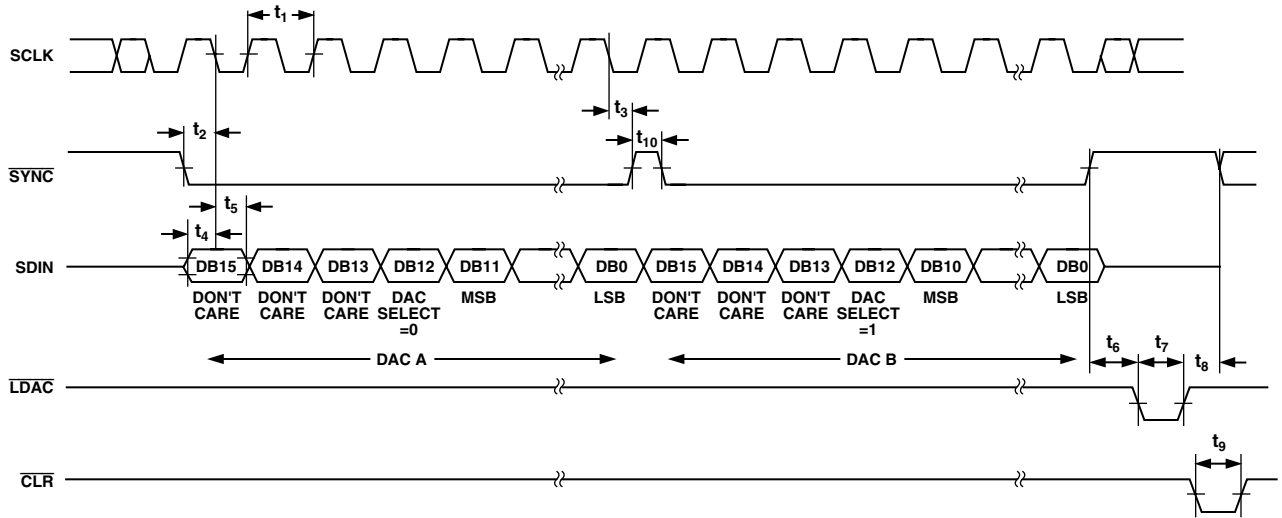 t1
SCLK
t3
t2
t10
SYNC
t5
t4
SDIN
DB15 DB14 DB13 DB12 DB11 DB0 DB15 DB14 DB13 DB12 DB10 DB0
DON'T DON'T DON'T DAC MSB LSB DON'T DON'T DON'T DAC MSB LSB
CARE CARE CARE SELECT CARE CARE CARE SELECT
=0 =1
t6 t7
DAC A DAC B t8
LDAC
t9
CLR